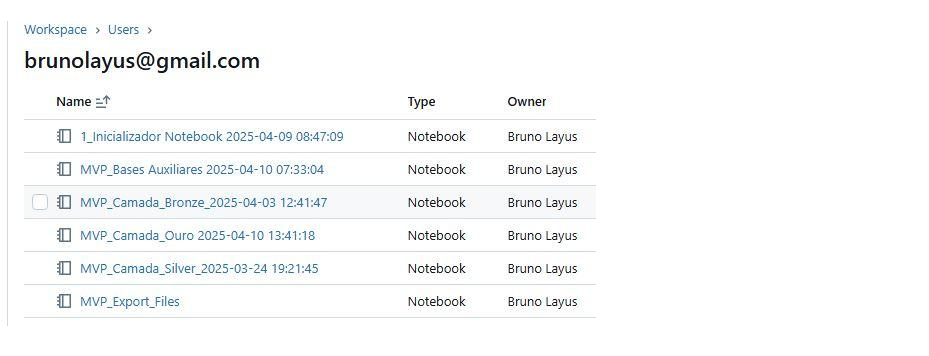 Workspace > Users >
brunolayus@gmail.com
Name Type Owner
1_Inicializador Notebook 2025-04-09 08:47:09 Notebook Bruno Layus
MVP_Bases Auxiliares 2025-04-10 07:33:04 Notebook Bruno Layus
MVP_Camada_Bronze_2025-04-03 12:41:47 Notebook Bruno Layus
MVP_Camada_Ouro 2025-04-10 13:41:18 Notebook Bruno Layus
MVP_Camada_Silver_2025-03-24 19:21:45 Notebook Bruno Layus
MVP_Export_Files Notebook Bruno Layus